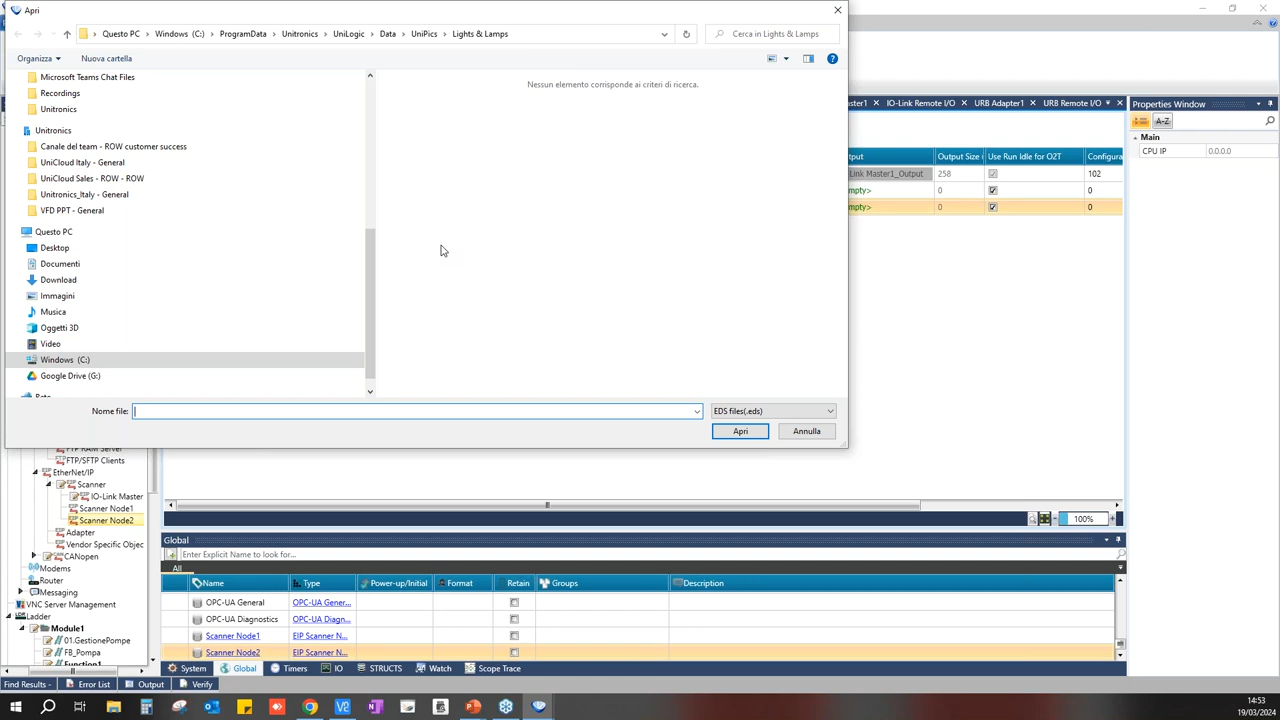 Apri
Questo PC > Windows (C:) > ProgramData > Unitronics > UniLogic > Data > UniPics > Lights & Lamps
Cerca in Lights & Lamps
Organizza
Nuova cartella
Microsoft Teams Chat Files
Recordings
Unitronics
Unitronics
Canale del team - ROW customer success
UniCloud Italy - General
UniCloud Sales - ROW - ROW
Unitronics_Italy - General
VFD PPT - General
Questo PC
Desktop
Documenti
Download
Immagini
Musica
Oggetti 3D
Video
Windows (C:)
Google Drive (G:)
Nessun elemento corrisponde ai criteri di ricerca.
Nome file:
EDS files(.eds)
Apri
Annulla
IO-Link Remote I/O
URB Adapter1
URB Remote I/O
Output Size
Use Run Idle for O2T
Configura
Link Master1_Output
258
102
0
0
0
0
100%
Properties Window
A-Z
Main
CPU IP
0.0.0.0
FTP/SFTP Clients
EtherNet/IP
Scanner
IO-Link Master
Scanner Node1
Scanner Node2
Adapter
Vendor Specific Objec
CANopen
Modems
Router
Messaging
VNC Server Management
Ladder
Module1
01.GestionePompe
FB_Pompa
Function1
Global
Enter Explicit Name to look for...
All
Name Type Power-up/Initial Format Retain Groups Description
OPC-UA General OPC-UA Gener...
OPC-UA Diagnostics OPC-UA Diagn...
Scanner Node1 EIP Scanner N...
Scanner Node2 EIP Scanner N...
System Global Timers IO STRUCTS Watch Scope Trace
Find Results - Error List Output Verify
14:53
19/03/2024